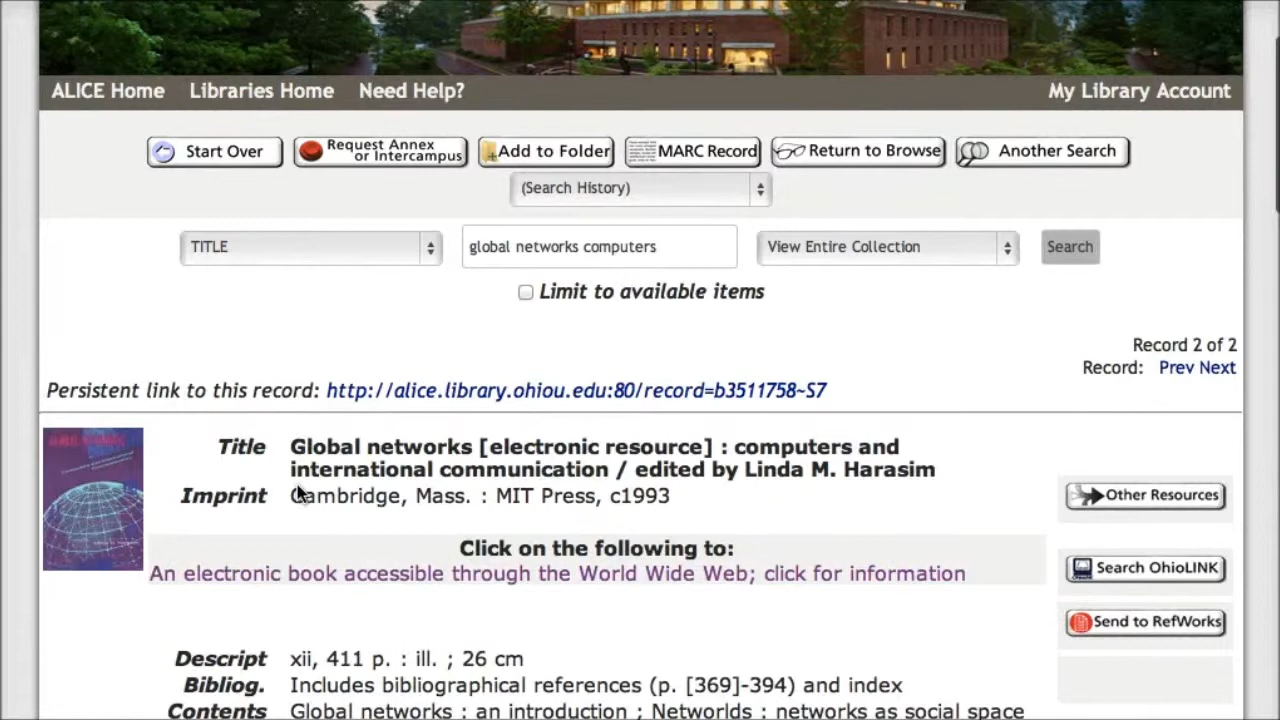 ALICE Home Libraries Home Need Help? My Library Account
Start Over Request Annex or Intercampus Add to Folder MARC Record Return to Browse Another Search
(Search History)
TITLE global networks computers View Entire Collection Search
Limit to available items
Record 2 of 2
Record: Prev Next
Persistent link to this record: http://alice.library.ohiou.edu:80/record=b3511758~S7
Title Global networks [electronic resource] : computers and
international communication / edited by Linda M. Harasim
Imprint Cambridge, Mass. : MIT Press, c1993
Other Resources
Click on the following to:
An electronic book accessible through the World Wide Web; click for information
Search OhioLINK
Send to RefWorks
Descript xii, 411 p. : ill. ; 26 cm
Bibliog. Includes bibliographical references (p. [369]-394) and index
Contents Global networks : an introduction ; Networlds : networks as social space